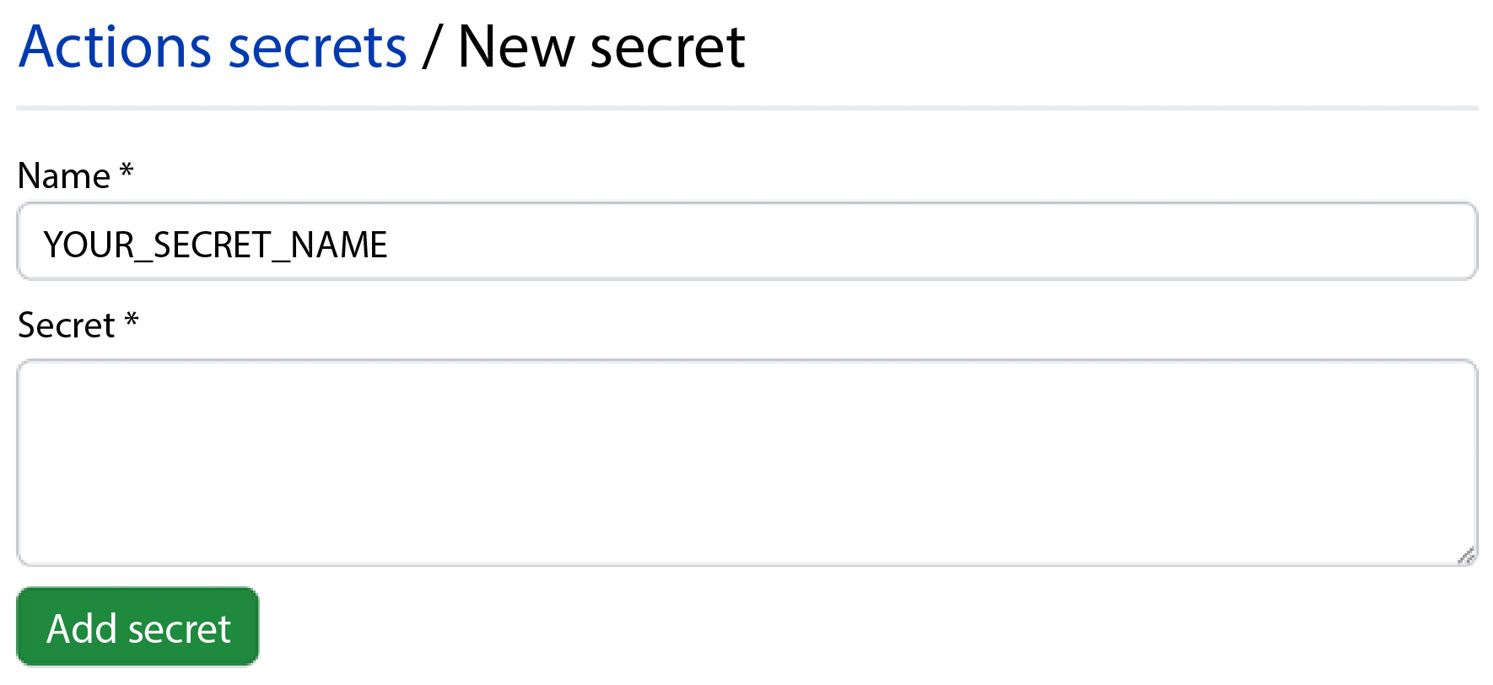 Actions secrets / New secret
Name *
YOUR_SECRET_NAME
Secret *
Add secret